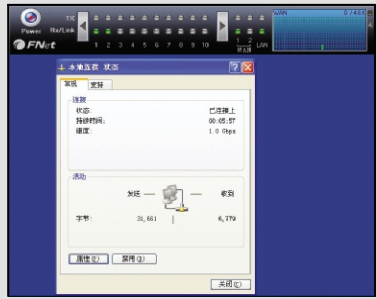 TX
WAN
0 / 4.6 K
Power Rx/Link
1 2 3 4 5 6 7 8 9 10
1 2 LAN
FNet
本地连接 状态
常规 支持
连接
状态: 已连接上
持续时间: 00:05:57
速度: 1.0 Gbps
活动
发送 — — 收到
字节: 31,661 6,779
属性(P) 禁用(D)
关闭(C)